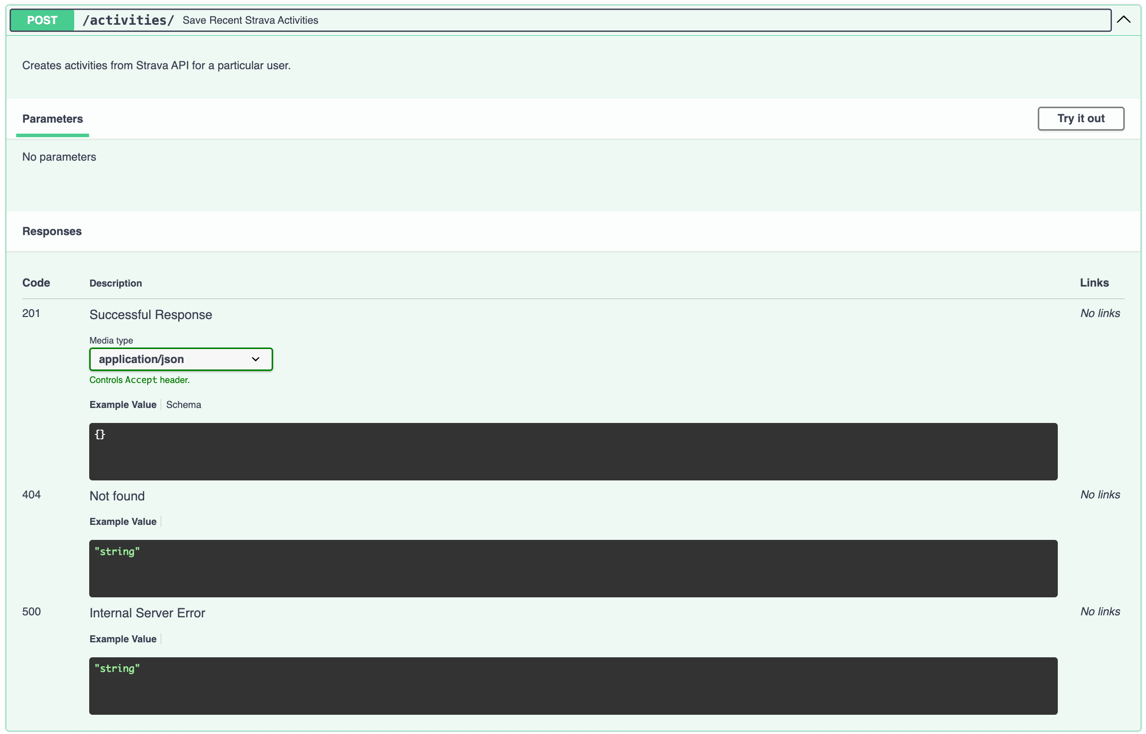 POST /activities/ Save Recent Strava Activities
Creates activities from Strava API for a particular user.
Parameters Try it out
No parameters
Responses
Code Description Links
201 Successful Response No links
Media type
application/json
Controls Accept header.
Example Value Schema
{}
404 Not found No links
Example Value
"string"
500 Internal Server Error No links
Example Value
"string"